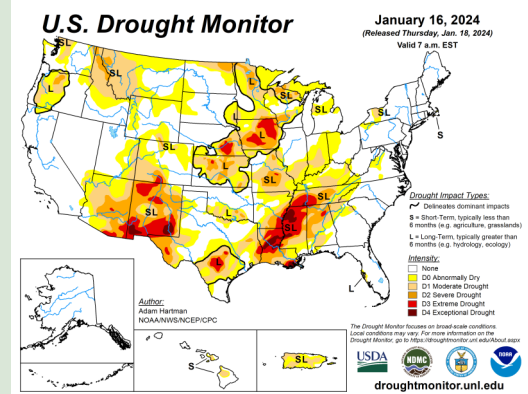 U.S. Drought Monitor
January 16, 2024
(Released Thursday, Jan. 18, 2024)
Valid 7 a.m. EST
SL
L
SL
L
SL
SL
L
L
SL
S
SL
L
SL
SL
SL
L
SL
L
L
Drought Impact Types:
Delineates dominant impacts
S = Short-Term, typically less than
6 months (e.g. agriculture, grasslands)
L = Long-Term, typically greater than
6 months (e.g. hydrology, ecology)
Intensity:
None
D0 Abnormally Dry
D1 Moderate Drought
D2 Severe Drought
D3 Extreme Drought
D4 Exceptional Drought
Author:
Adam Hartman
NOAA/NWS/NCEP/CPC
S
SL
The Drought Monitor focuses on broad-scale conditions.
Local conditions may vary. For more information on the
Drought Monitor, go to https://droughtmonitor.unl.edu/About.aspx
USDA
NDMC
NOAA
droughtmonitor.unl.edu